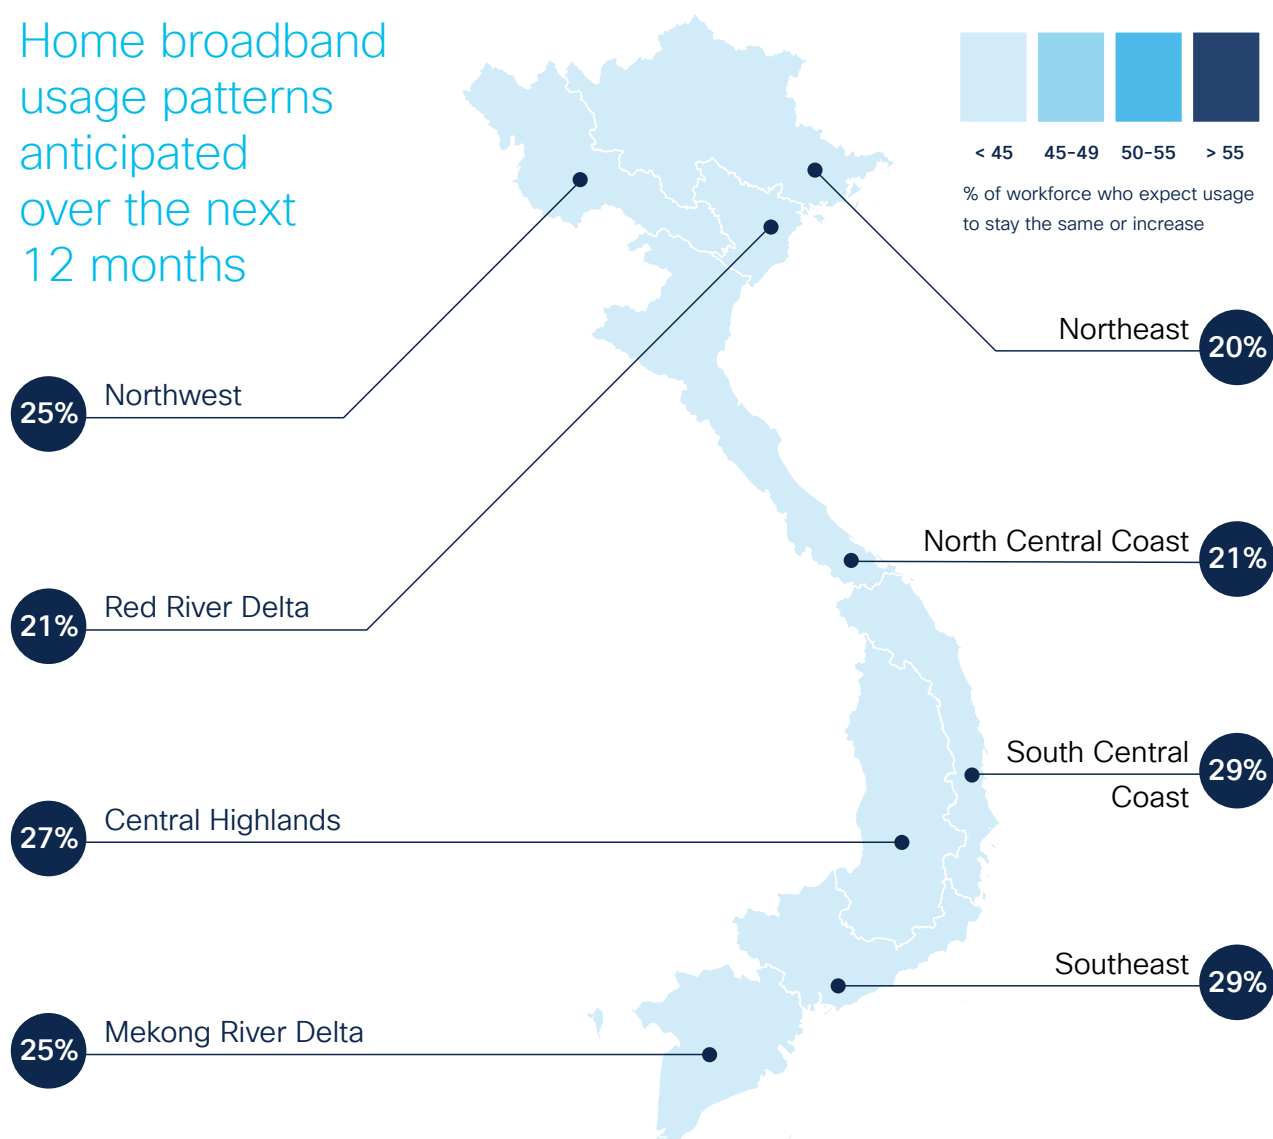 Home broadband
usage patterns
anticipated
over the next
12 months
< 45
45-49
50-55
> 55
% of workforce who expect usage
to stay the same or increase
Northeast
20%
Northwest
25%
North Central Coast
21%
Red River Delta
21%
South Central
Coast
29%
Central Highlands
27%
Southeast
29%
Mekong River Delta
25%